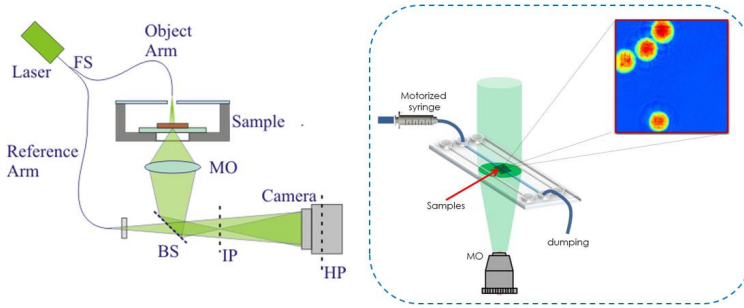 Object
Arm
Laser
FS
Sample
Reference
Arm
MO
Camera
BS
IP
HP
Motorized
syringe
Samples
dumping
MO